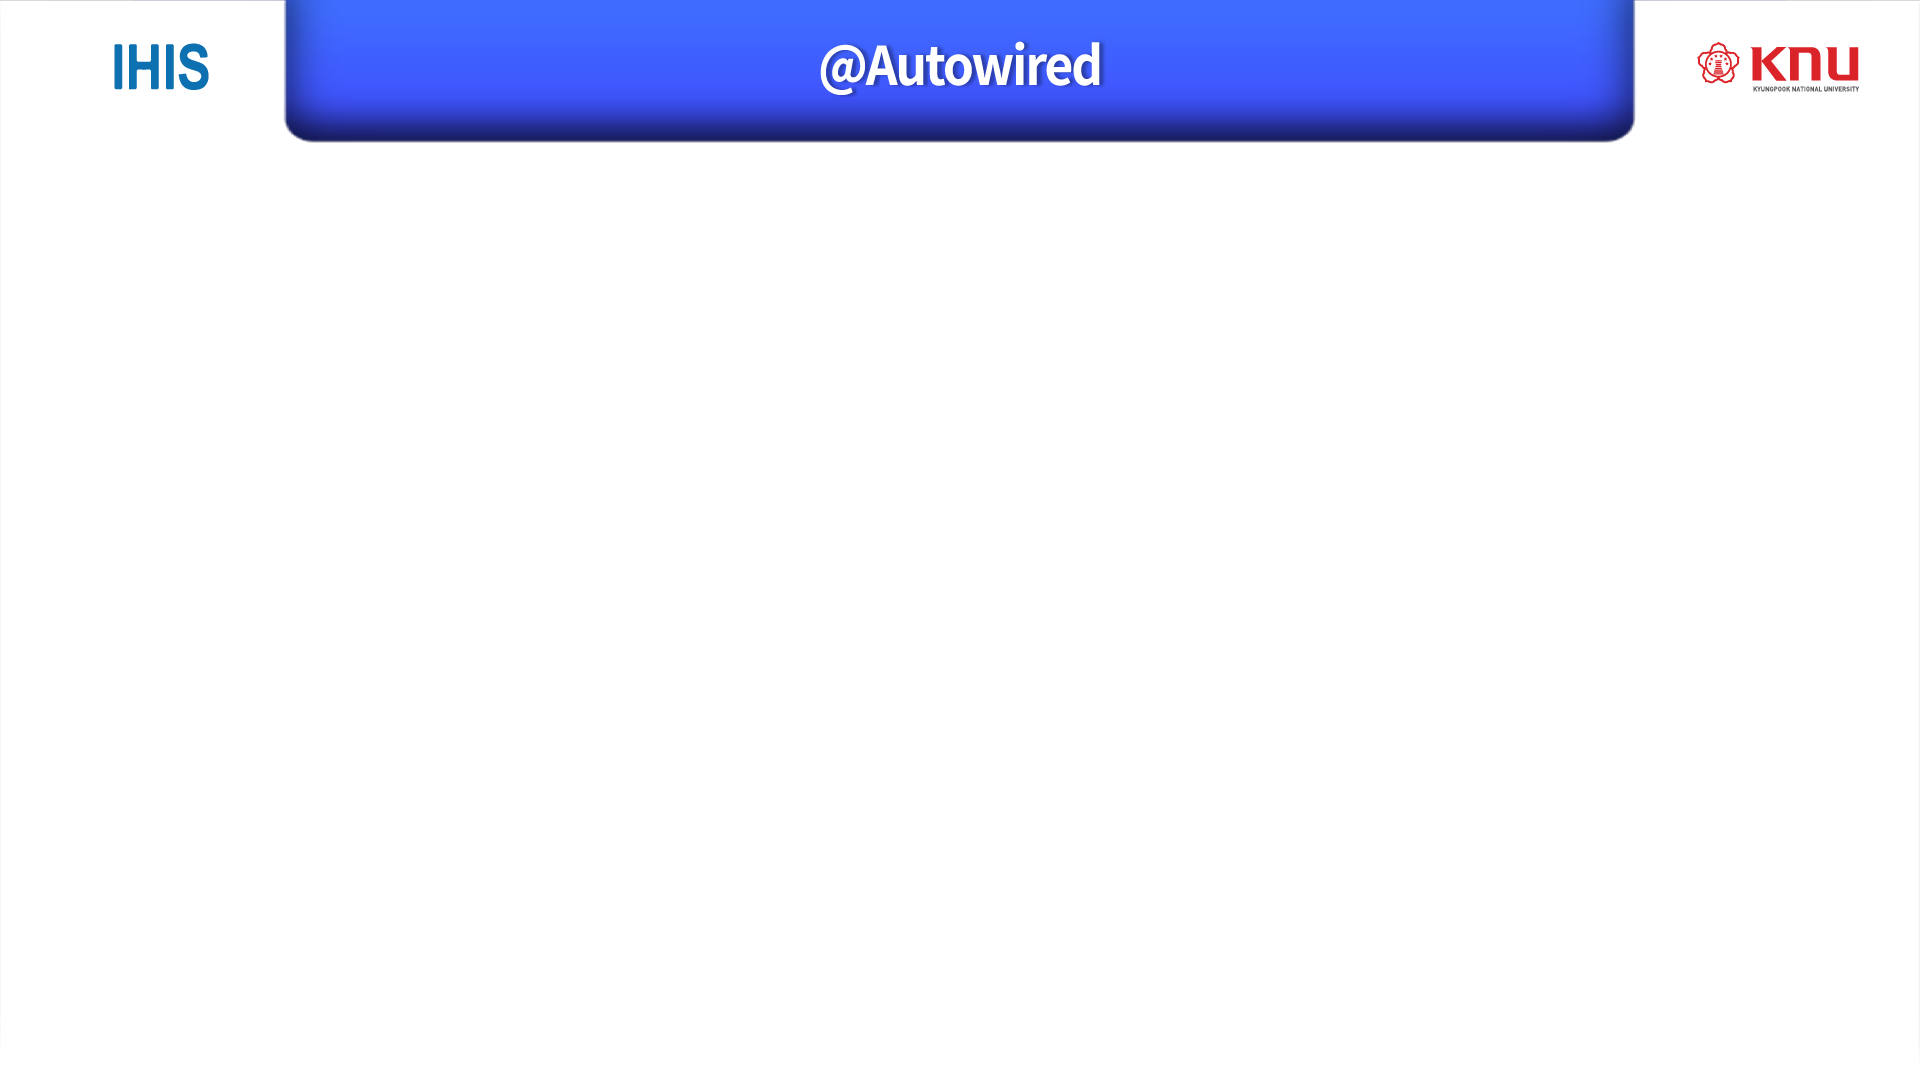 IHIS
@Autowired
KNU
KYUNGPOOK NATIONAL UNIVERSITY